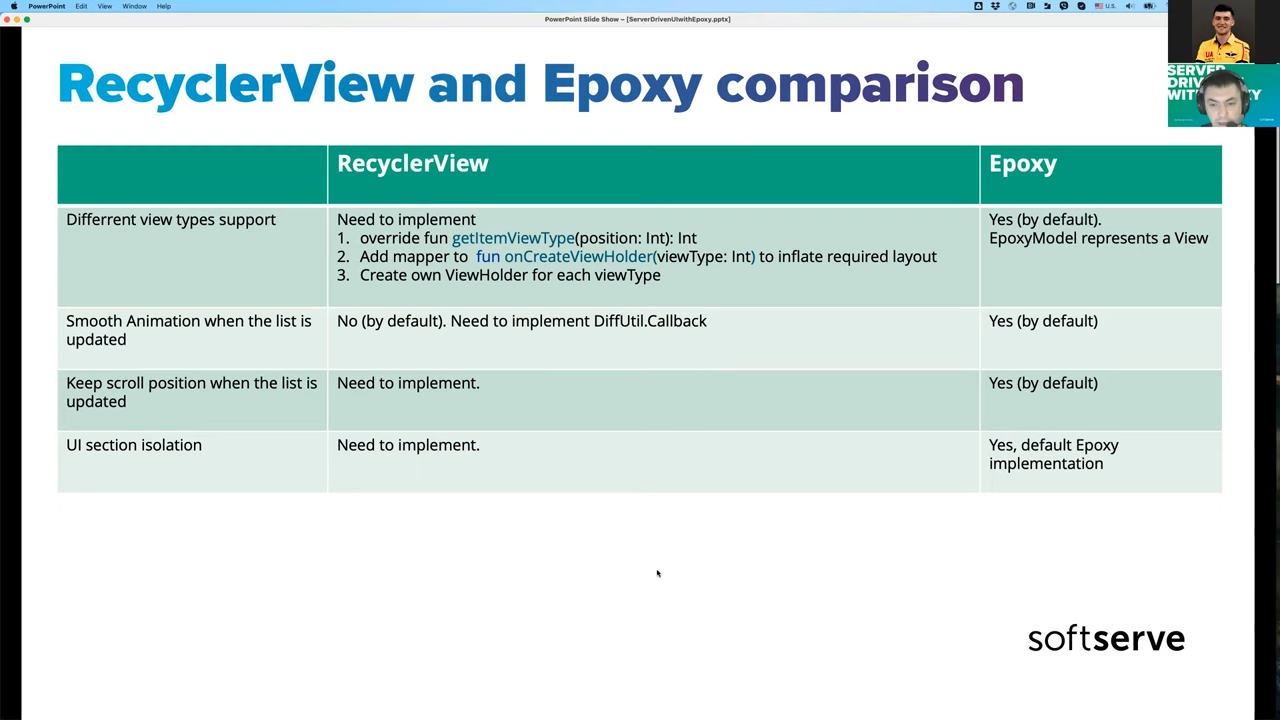 PowerPoint Edit View Window Help
U.S.
PowerPoint Slide Show – [ServerDrivenUIwithEpoxy.pptx]
UA
SERVER
DRIV
WIT
XY
RecyclerView and Epoxy comparison
RecyclerView
Epoxy
Differrent view types support
Need to implement
1. override fun getItemViewType(position: Int): Int
2. Add mapper to fun onCreateViewHolder(viewType: Int) to inflate required layout
3. Create own ViewHolder for each viewType
Yes (by default).
EpoxyModel represents a View
Smooth Animation when the list is
updated
No (by default). Need to implement DiffUtil.Callback
Yes (by default)
Keep scroll position when the list is
updated
Need to implement.
Yes (by default)
UI section isolation
Need to implement.
Yes, default Epoxy
implementation
softserve